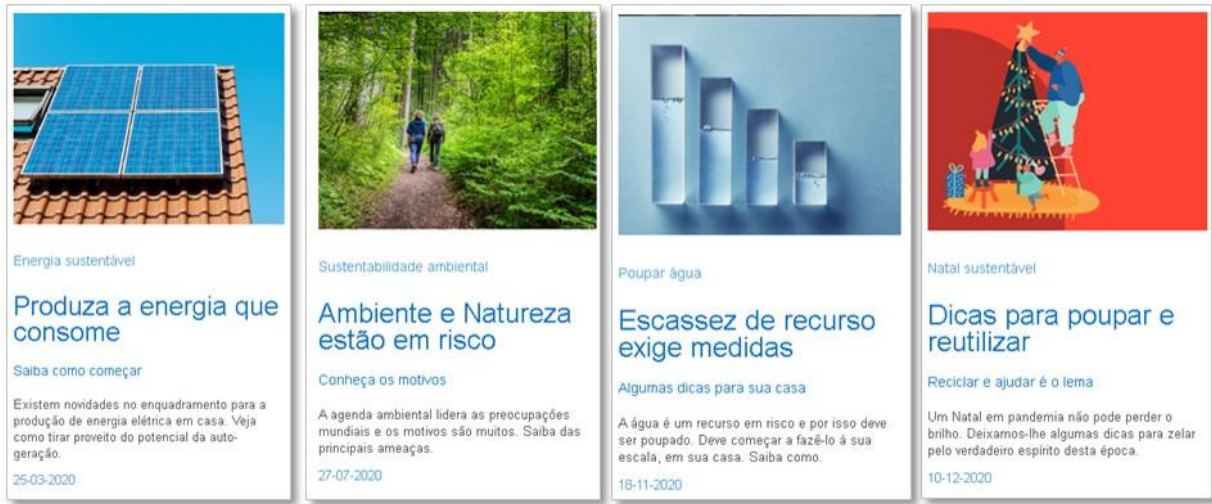 Energia sustentável
Produza a energia que
consome
Saiba como começar
Existem novidades no enquadramento para a
produção de energia elétrica em casa. Veja
como tirar proveito do potencial da auto-
geração.
25-03-2020
Sustentabilidade ambiental
Ambiente e Natureza
estão em risco
Conheça os motivos
A agenda ambiental lidera as preocupações
mundiais e os motivos são muitos. Saiba das
principais ameaças.
27-07-2020
Poupar água
Escassez de recurso
exige medidas
Algumas dicas para sua casa
A água é um recurso em risco e por isso deve
ser poupado. Deve começar a fazê-lo à sua
escala, em sua casa. Saiba como.
18-11-2020
Natal sustentável
Dicas para poupar e
reutilizar
Reciclar e ajudar é o lema
Um Natal em pandemia não pode perder o
brilho. Deixamos-lhe algumas dicas para zelar
pelo verdadeiro espírito desta época.
10-12-2020